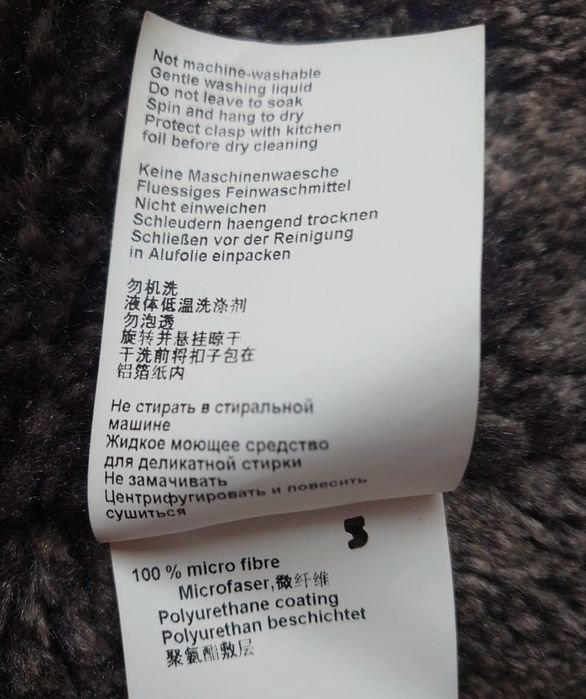 Not machine-washable
Gentle washing liquid
Do not leave to soak
Spin and hang to dry
Protect clasp with kitchen
foil before dry cleaning
Keine Maschinenwaesche
Fluessiges Feinwaschmittel
Nicht einweichen
Schleudern haengend trocknen
Schließen vor der Reinigung
in Alufolie einpacken
勿机洗
液体低温洗涤剂
勿泡透
旋转并悬挂晾干
干洗前将扣子包在
铝箔纸内
Не стирать в стиральной
машине
Жидкое моющее средство
для деликатной стирки
Не замачивать
Центрифугировать и повесить
сушиться
100 % micro fibre
Microfaser,微纤维
Polyurethane coating
Polyurethan beschichtet
聚氨酯敷层